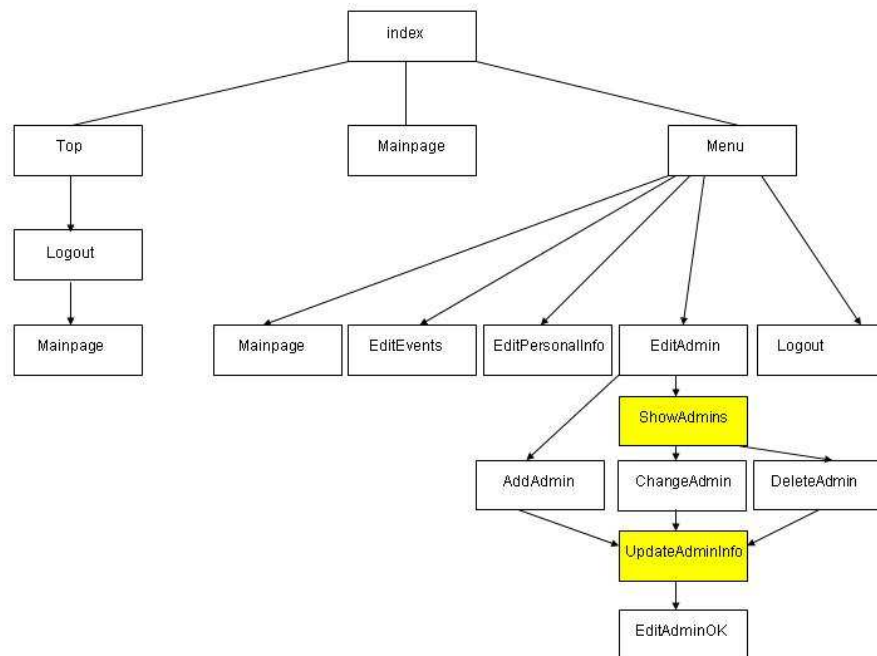 index
Top
Mainpage
Menu
Logout
Mainpage
Mainpage
EditEvents
EditPersonalInfo
EditAdmin
Logout
ShowAdmins
AddAdmin
ChangeAdmin
DeleteAdmin
UpdateAdminInfo
EditAdminOK